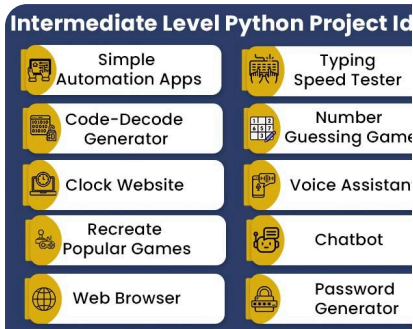 Intermediate Level Python Project Id
Simple
Automation Apps
Typing
Speed Tester
Code-Decode
Generator
Number
Guessing Game
Clock Website
Voice Assistan
Recreate
Popular Games
Chatbot
Web Browser
Password
Generator